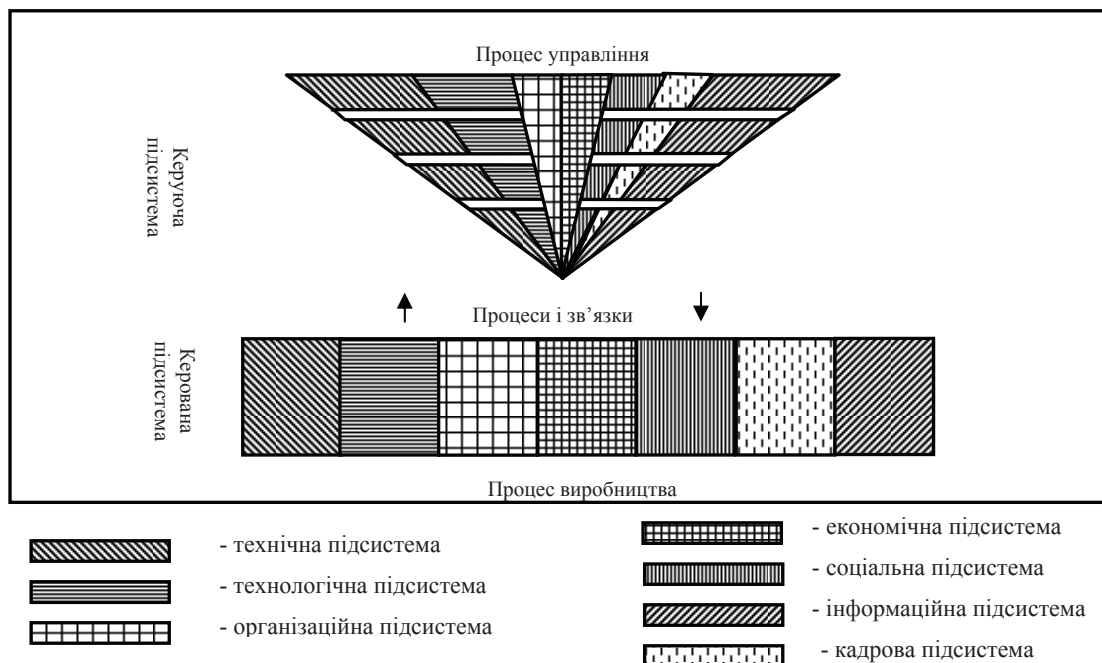 Процес управління
Керуюча
підсистема
Процеси і зв’язки
Керована
підсистема
Процес виробництва
- технічна підсистема
- технологічна підсистема
- організаційна підсистема
- економічна підсистема
- соціальна підсистема
- інформаційна підсистема
- кадрова підсистема